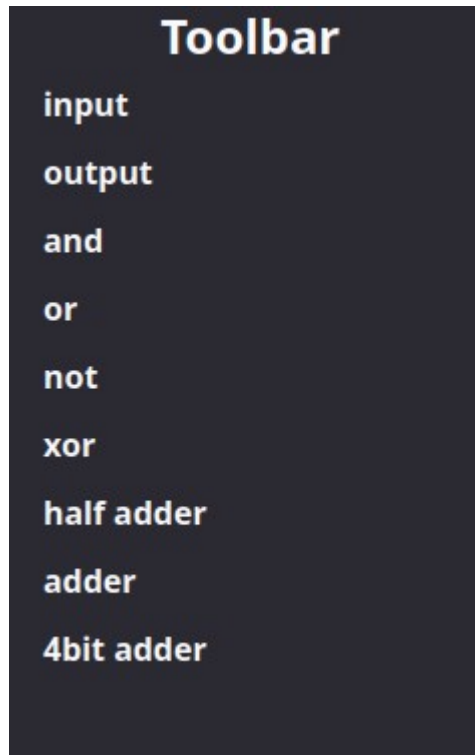 Toolbar
input
output
and
or
not
xor
half adder
adder
4bit adder